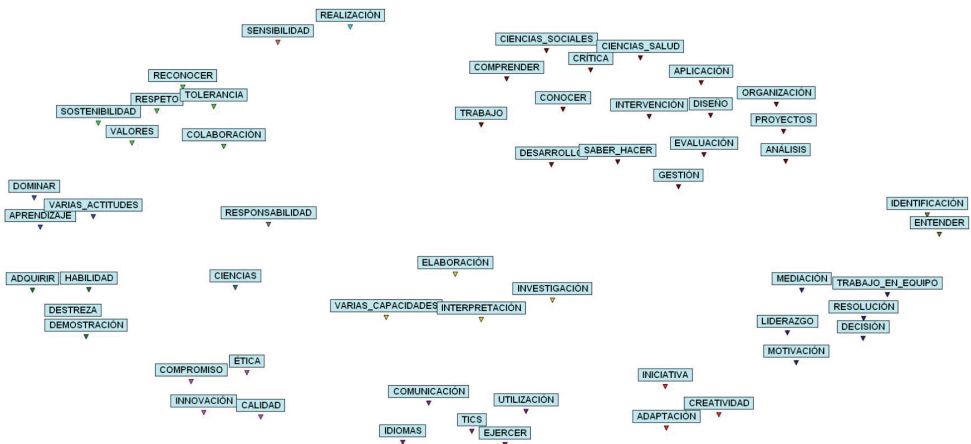 REALIZACIÓN
SENSIBILIDAD
CIENCIAS_SOCIALES
CIENCIAS_SALUD
CRÍTICA
COMPRENDER
APLICACIÓN
RECONOCER
RESPETO
TOLERANCIA
SOSTENIBILIDAD
VALORES
COLABORACIÓN
TRABAJO
CONOCER
INTERVENCIÓN
DISEÑO
ORGANIZACIÓN
PROYECTOS
DESARROLLO
SABER_HACER
EVALUACIÓN
ANÁLISIS
GESTIÓN
DOMINAR
VARIAS_ACTITUDES
APRENDIZAJE
RESPONSABILIDAD
IDENTIFICACIÓN
ENTENDER
ADQUIRIR
HABILIDAD
CIENCIAS
DESTREZA
DEMOSTRACIÓN
ELABORACIÓN
INVESTIGACIÓN
VARIAS_CAPACIDADES
INTERPRETACIÓN
MEDIACIÓN
TRABAJO_EN_EQUIPO
RESOLUCIÓN
LIDERAZGO
DECISIÓN
MOTIVACIÓN
ÉTICA
COMPROMISO
INNOVACIÓN
CALIDAD
COMUNICACIÓN
UTILIZACIÓN
TICS
IDIOMAS
EJERCER
INICIATIVA
CREATIVIDAD
ADAPTACIÓN